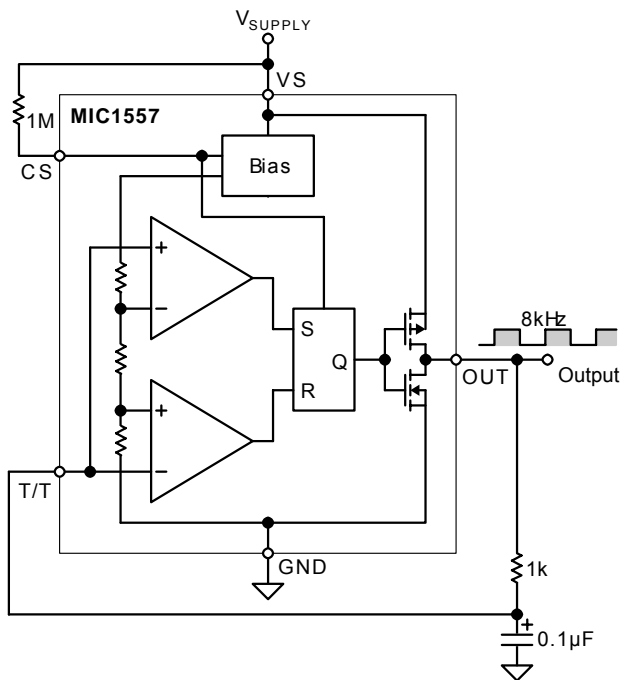 VSUPPLY
VS
1M
MIC1557
CS
Bias
+
−
S
8kHz
Q
R
OUT
Output
+
−
T/T
GND
1k
+
0.1µF